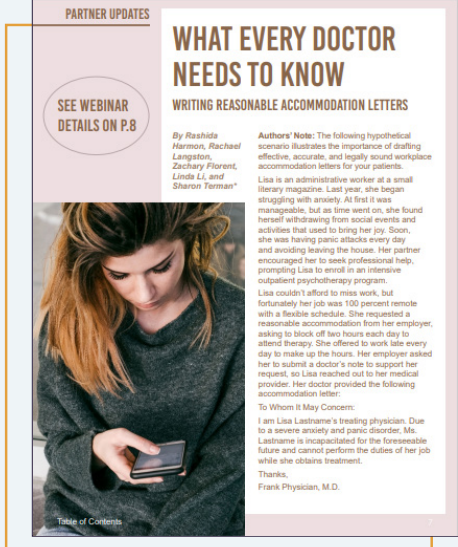 PARTNER UPDATES
SEE WEBINAR
DETAILS ON P.8
WHAT EVERY DOCTOR
NEEDS TO KNOW
WRITING REASONABLE ACCOMMODATION LETTERS
By Rashida
Harmon, Rachael
Langston,
Zachary Florent,
Linda Li, and
Sharon Terman*
Authors' Note: The following hypothetical
scenario illustrates the importance of drafting
effective, accurate, and legally sound workplace
accommodation letters for your patients.
Lisa is an administrative worker at a small
literary magazine. Last year, she began
struggling with anxiety. At first it was
manageable, but as time went on, she found
herself withdrawing from social events and
activities that used to bring her joy. Soon,
she was having panic attacks every day
and avoiding leaving the house. Her partner
encouraged her to seek professional help,
prompting Lisa to enroll in an intensive
outpatient psychotherapy program.
Lisa couldn't afford to miss work, but
fortunately her job was 100 percent remote
with a flexible schedule. She requested a
reasonable accommodation from her employer,
asking to block off two hours each day to
attend therapy. She offered to work late every
day to make up the hours. Her employer asked
her to submit a doctor's note to support her
request, so Lisa reached out to her medical
provider. Her doctor provided the following
accommodation letter:
To Whom It May Concern:
I am Lisa Lastname's treating physician. Due
to a severe anxiety and panic disorder, Ms.
Lastname is incapacitated for the foreseeable
future and cannot perform the duties of her job
while she obtains treatment.
Thanks,
Frank Physician, M.D.
Table of Contents
7